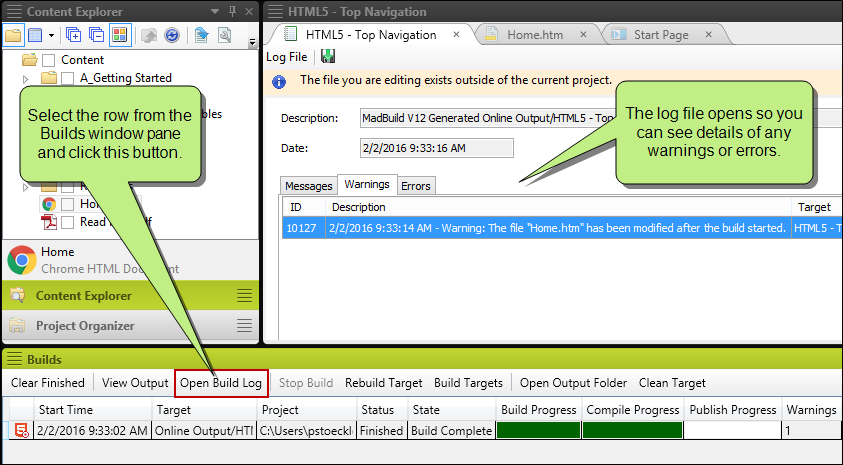 Content Explorer
Content
A_Getting Started
Select the row from the
Builds window pane
and click this button.
Home
Chrome HTML Document
Content Explorer
Project Organizer
HTML5 - Top Navigation
Home.htm
Start Page
Log File
The file you are editing exists outside of the current project.
Description:
MadBuild V12 Generated Online Output/HTML5 - Top
Date:
2/2/2016 9:33:16 AM
The log file opens so you
can see details of any
warnings or errors.
Messages Warnings Errors
ID Description Target
10127 2/2/2016 9:33:14 AM - Warning: The file "Home.htm" has been modified after the build started. HTML5 - T
Builds
Clear Finished View Output Open Build Log Stop Build Rebuild Target Build Targets Open Output Folder Clean Target
Start Time Target Project Status State Build Progress Compile Progress Publish Progress Warnings
2/2/2016 9:33:02 AM Online Output/HTM C:\Users\pstoeckl Finished Build Complete 1